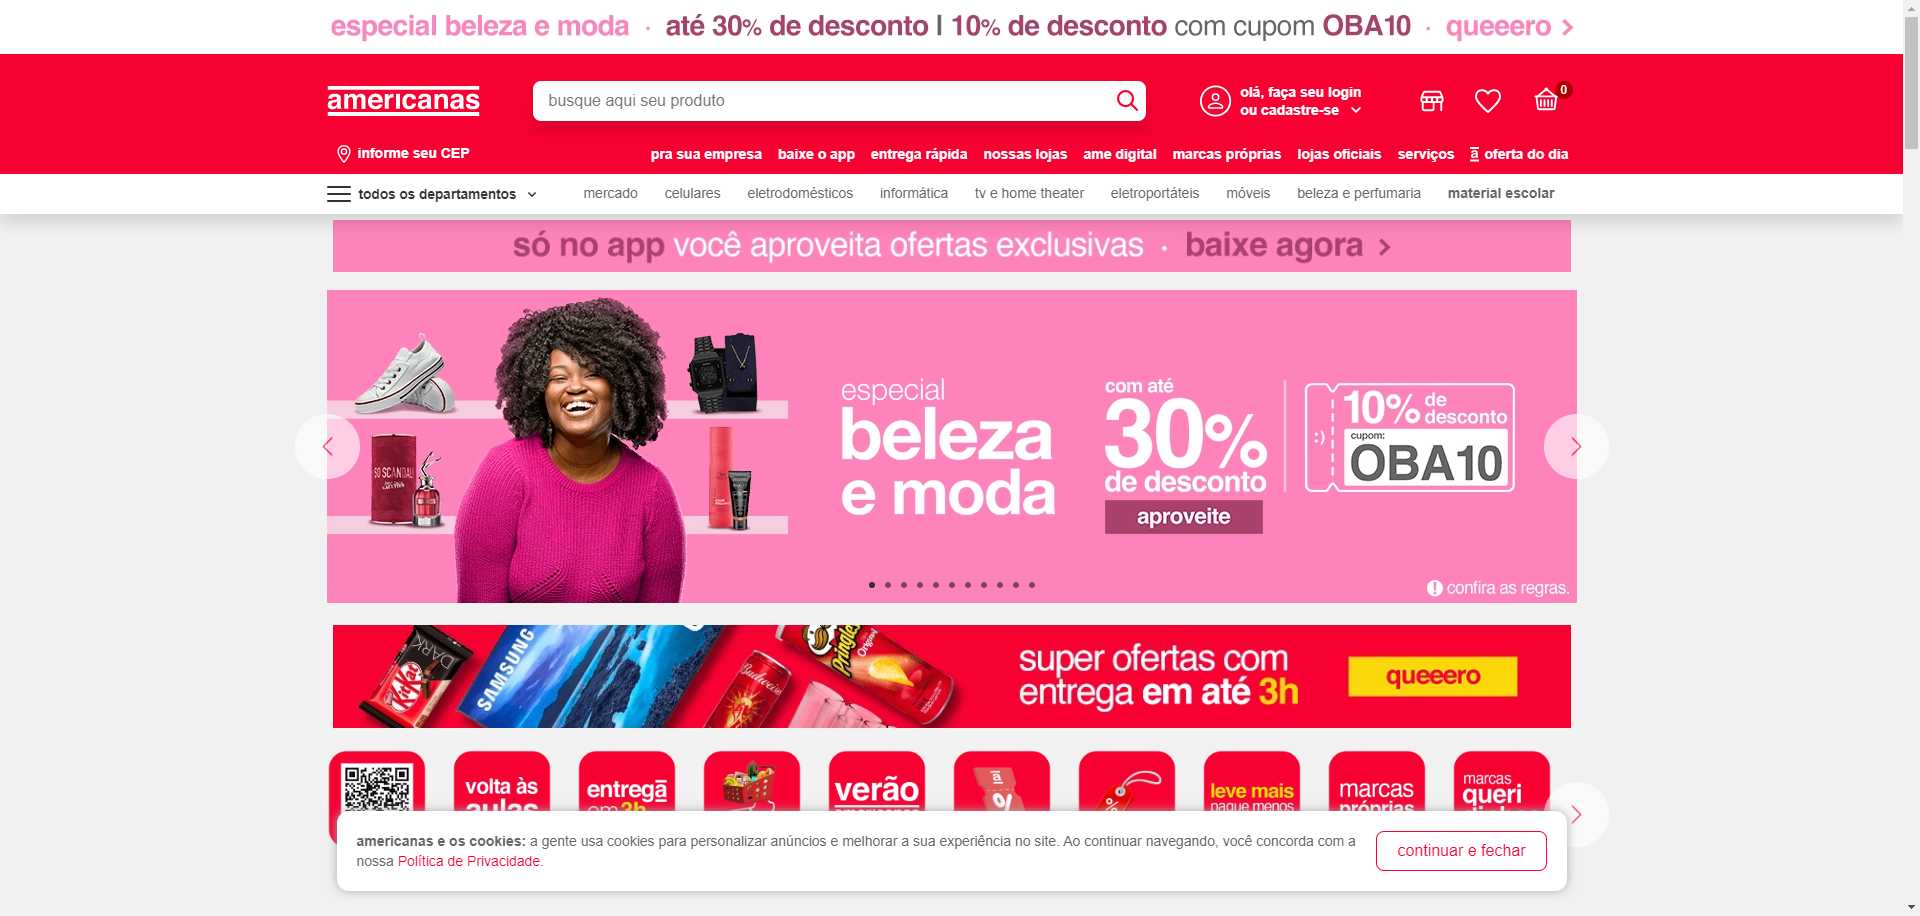 especial beleza e moda · até 30% de desconto | 10% de desconto com cupom OBA10 · queeero >
americanas
busque aqui seu produto
olá, faça seu login
ou cadastre-se
0
informe seu CEP
pra sua empresa baixe o app entrega rápida nossas lojas ame digital marcas próprias lojas oficiais serviços a oferta do dia
todos os departamentos
mercado celulares eletrodomésticos informática tv e home theater eletroportáteis móveis beleza e perfumaria material escolar
só no app você aproveita ofertas exclusivas · baixe agora >
SO SCANDAL!
especial
beleza
e moda
com até
30%
de desconto
aproveite
10% de desconto
:)
cupom:
OBA10
! confira as regras.
DARK
KitKat
SAMSUNG
Budweiser
Pringles
Original
super ofertas com
entrega em até 3h
queeero
volta às
aulas
entrega
em 3h
verão
americanas
a
%
%
leve mais
pague menos
marcas
próprias
marcas
queri
americanas e os cookies: a gente usa cookies para personalizar anúncios e melhorar a sua experiência no site. Ao continuar navegando, você concorda com a
nossa Política de Privacidade.
continuar e fechar